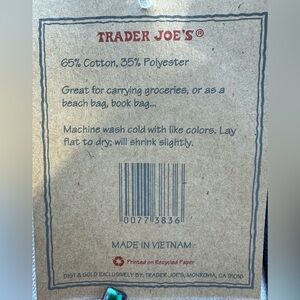 TRADER JOE'S®
65% Cotton, 35% Polyester
Great for carrying groceries, or as a
beach bag, book bag...
Machine wash cold with like colors. Lay
flat to dry; will shrink slightly.
0077 3836
MADE IN VIETNAM
Printed on Recycled Paper
DIST & SOLD EXCLUSIVELY BY: TRADER JOE'S, MONROVIA, CA 91016